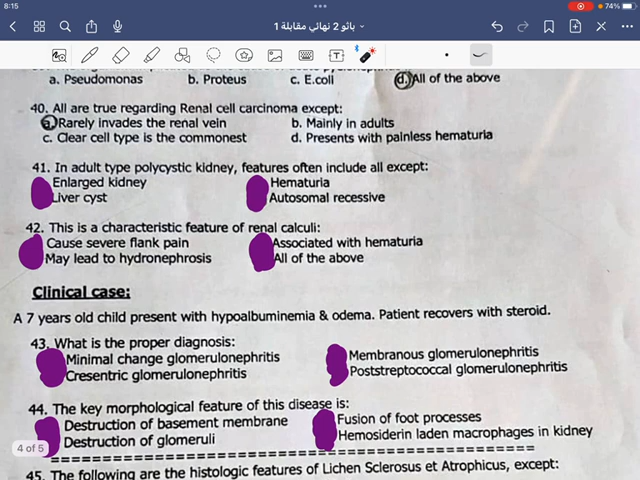 8:15
74%
باثو 2 نهائي مقابلة 1
a. Pseudomonas b. Proteus c. E.coli d. All of the above
40. All are true regarding Renal cell carcinoma except:
a. Rarely invades the renal vein b. Mainly in adults
c. Clear cell type is the commonest d. Presents with painless hematuria
41. In adult type polycystic kidney, features often include all except:
Enlarged kidney Hematuria
Liver cyst Autosomal recessive
42. This is a characteristic feature of renal calculi:
Cause severe flank pain Associated with hematuria
May lead to hydronephrosis All of the above
Clinical case:
A 7 years old child present with hypoalbuminemia & odema. Patient recovers with steroid.
43. What is the proper diagnosis:
Minimal change glomerulonephritis Membranous glomerulonephritis
Cresentric glomerulonephritis Poststreptococcal glomerulonephritis
44. The key morphological feature of this disease is:
Destruction of basement membrane Fusion of foot processes
Destruction of glomeruli Hemosiderin laden macrophages in kidney
4 of 5
45. The following are the histologic features of Lichen Sclerosus et Atrophicus, except: